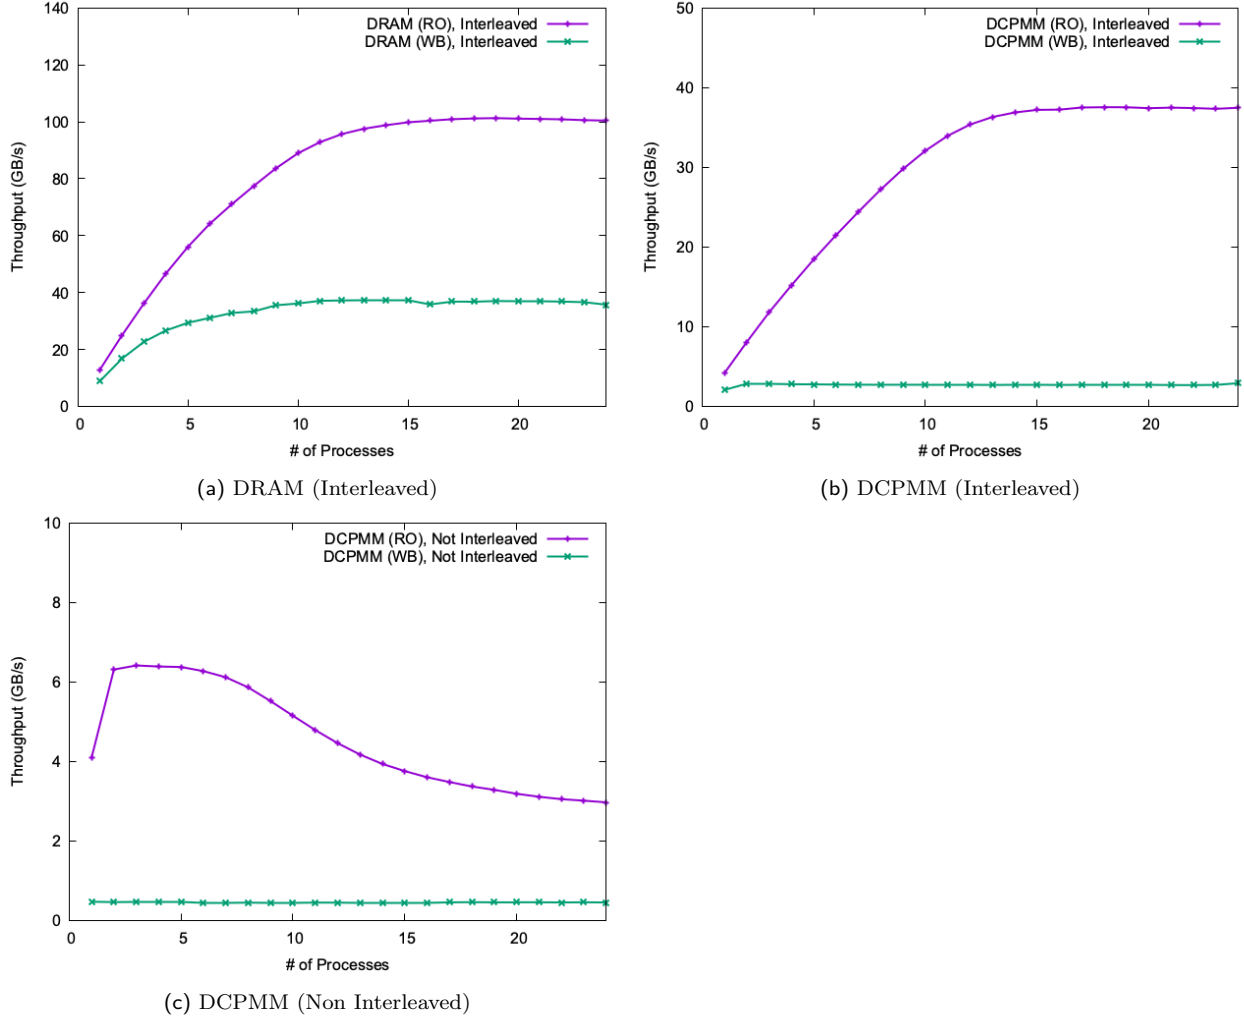 140
120
100
80
60
40
20
0
Throughput (GB/s)
DRAM (RO), Interleaved
DRAM (WB), Interleaved
0 5 10 15 20
# of Processes
(a) DRAM (Interleaved)
50
40
30
20
10
0
Throughput (GB/s)
DCPMM (RO), Interleaved
DCPMM (WB), Interleaved
0 5 10 15 20
# of Processes
(b) DCPMM (Interleaved)
10
8
6
4
2
0
Throughput (GB/s)
DCPMM (RO), Not Interleaved
DCPMM (WB), Not Interleaved
0 5 10 15 20
# of Processes
(c) DCPMM (Non Interleaved)